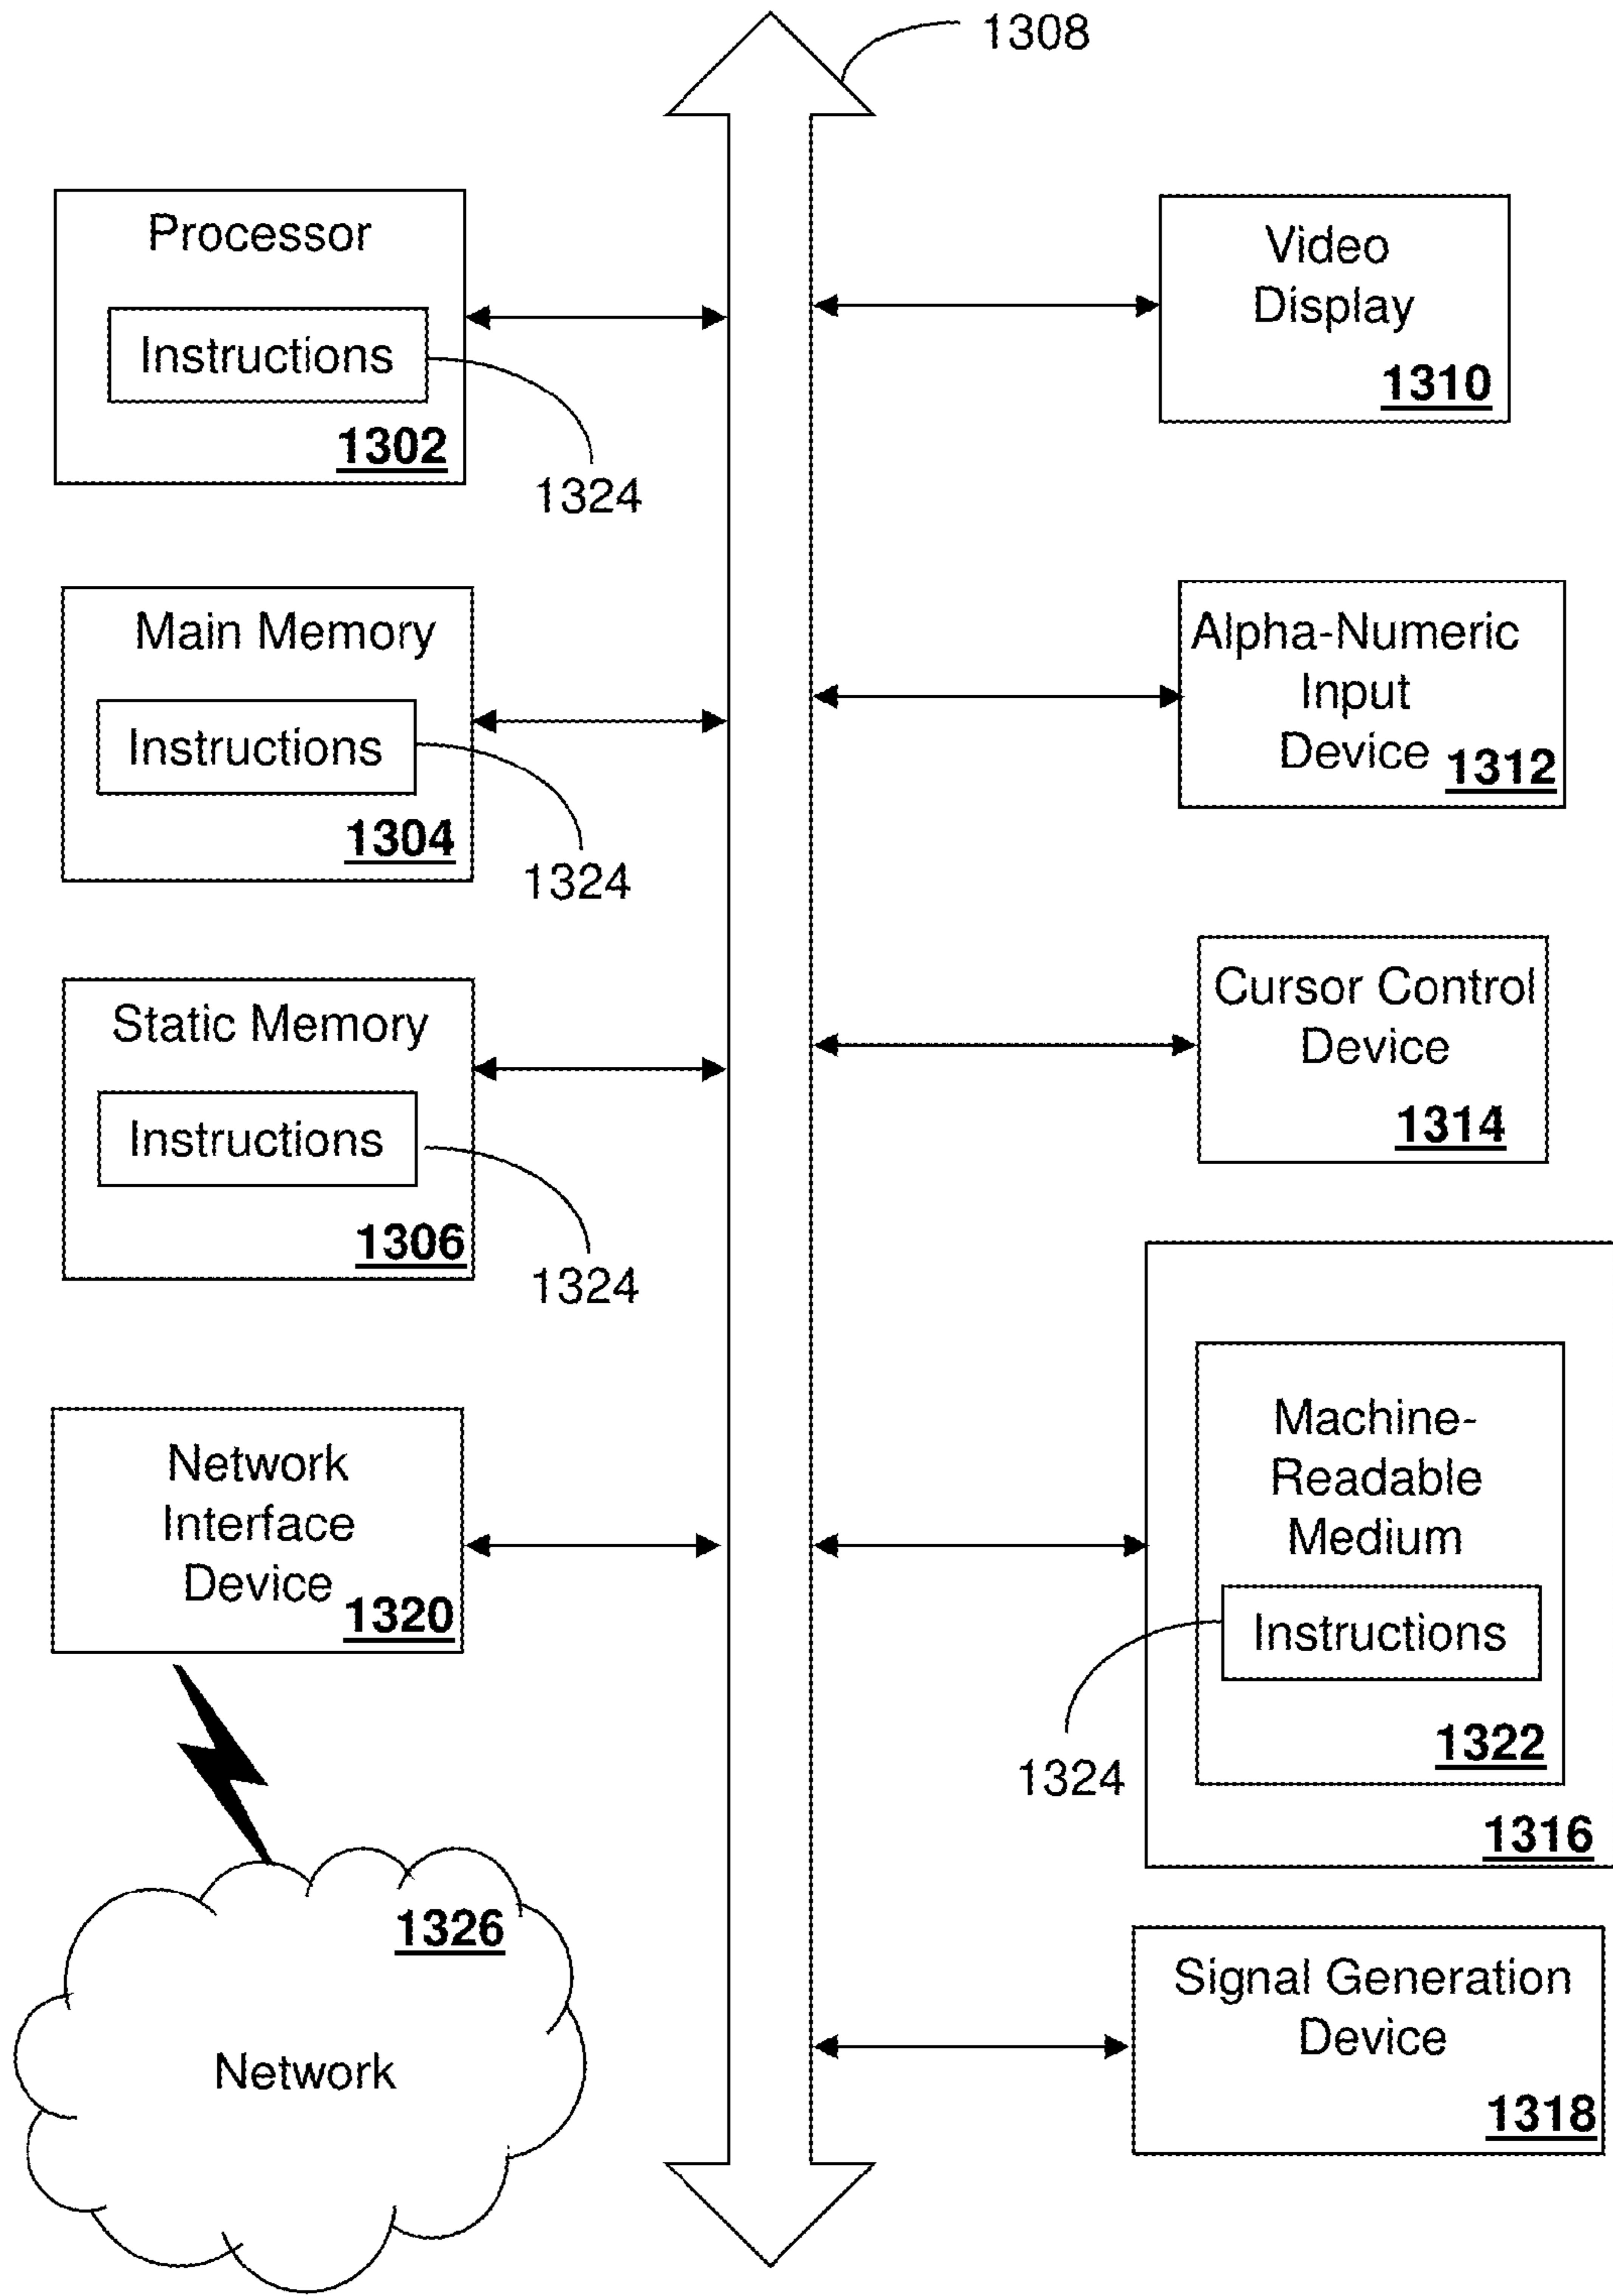 1308
Processor
Instructions
1302
1324
Main Memory
Instructions
1304
1324
Static Memory
Instructions
1306
1324
Network
Interface
Device
1320
1326
Network
Video
Display
1310
Alpha-Numeric
Input
Device
1312
Cursor Control
Device
1314
Machine-
Readable
Medium
Instructions
1322
1324
1316
Signal Generation
Device
1318